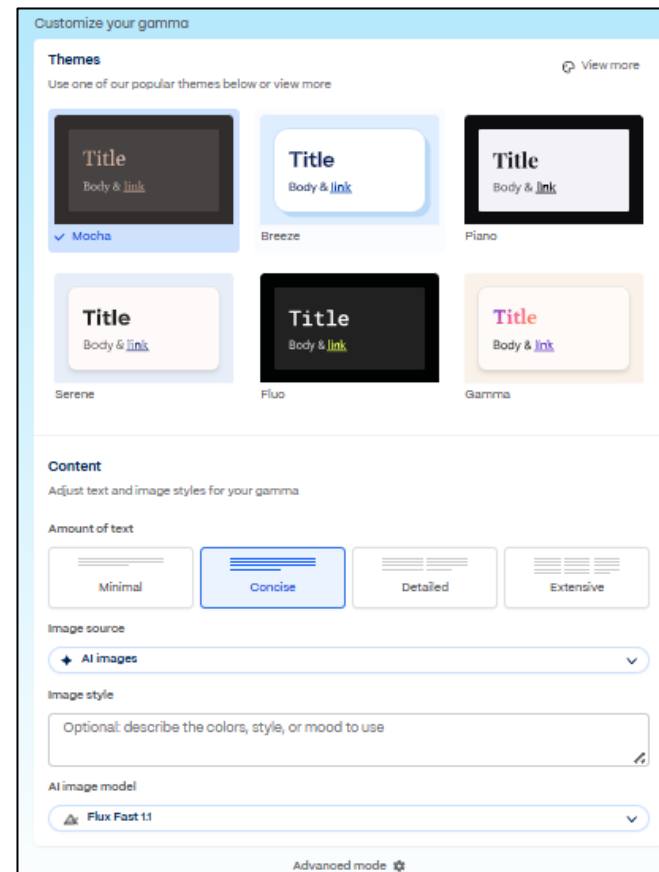 Customize your gamma
Themes
View more
Use one of our popular themes below or view more
Title
Body & link
Mocha
Title
Body & link
Breeze
Title
Body & link
Piano
Title
Body & link
Serene
Title
Body & link
Fluo
Title
Body & link
Gamma
Content
Adjust text and image styles for your gamma
Amount of text
Minimal
Concise
Detailed
Extensive
Image source
AI images
Image style
Optional: describe the colors, style, or mood to use
AI image model
Flux Fast 1.1
Advanced mode